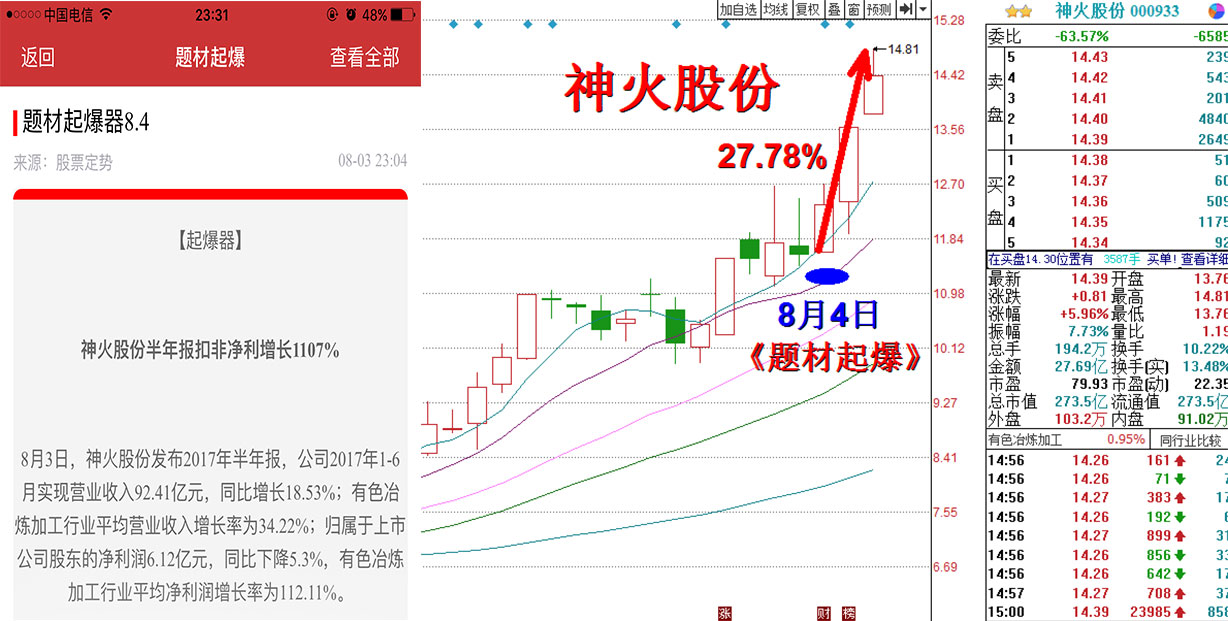 中国电信
23:31
48%
返回
题材起爆
查看全部
题材起爆器8.4
来源：股票定势
08-03 23:04
【起爆器】
神火股份半年报扣非净利增长1107%
8月3日，神火股份发布2017年半年报，公司2017年1-6
月实现营业收入92.41亿元，同比增长18.53%；有色冶
炼加工行业平均营业收入增长率为34.22%；归属于上市
公司股东的净利润6.12亿元，同比下降5.3%，有色冶炼
加工行业平均净利润增长率为112.11%。
加自选 均线 复权 叠 窗 预测
14.81
神火股份
27.78%
8月4日
《题材起爆》
涨 财 榜
15.28
14.42
13.56
12.70
11.84
10.98
10.12
9.27
8.41
7.55
6.69
神火股份 000933
委比 -63.57% -6585
卖盘
5 14.43 239
4 14.42 543
3 14.41 201
2 14.40 4840
1 14.39 2649
买盘
1 14.38 51
2 14.37 60
3 14.36 509
4 14.35 1175
5 14.34 92
在买盘14.30位置有 3587手 买单！查看详细
最新 14.39 开盘 13.76
涨跌 +0.81 最高 14.81
涨幅 +5.96% 最低 13.76
振幅 7.73% 量比 1.19
总手 194.2万 换手 10.22%
金额 27.69亿 换手(实) 13.48%
市盈 79.93 市盈(动) 22.35
总市值 273.5亿 流通值 273.5亿
外盘 103.2万 内盘 91.02万
有色冶炼加工 0.95% 同行业比较
14:56 14.26 161 24
14:56 14.26 71
14:56 14.27 383 17
14:56 14.26 192
14:56 14.27 899 31
14:56 14.26 856 33
14:56 14.26 642 17
14:57 14.27 708 37
15:00 14.39 23985 858